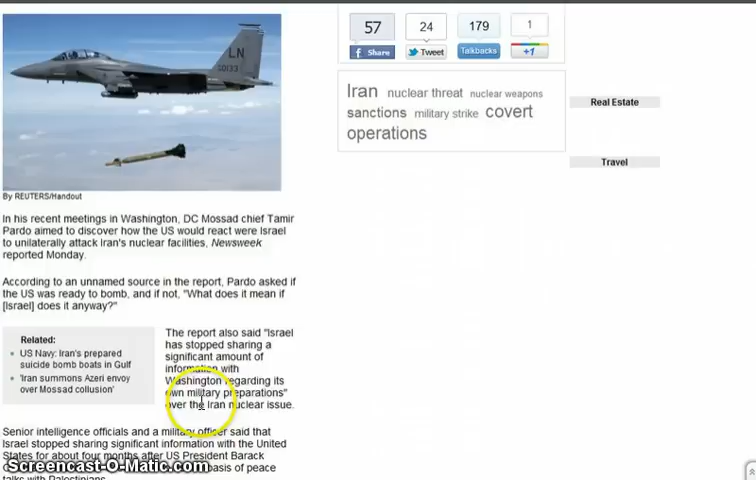 LN
57
24
179
1
Share
Tweet
Talkbacks
+1
Iran nuclear threat nuclear weapons
sanctions military strike covert
operations
Real Estate
Travel
By REUTERS/Handout
In his recent meetings in Washington, DC Mossad chief Tamir
Pardo aimed to discover how the US would react were Israel
to unilaterally attack Iran's nuclear facilities, Newsweek
reported Monday.
According to an unnamed source in the report, Pardo asked if
the US was ready to bomb, and if not, "What does it mean if
[Israel] does it anyway?"
Related:
US Navy: Iran's prepared
suicide bomb boats in Gulf
'Iran summons Azeri envoy
over Mossad collusion'
The report also said "Israel
has stopped sharing a
significant amount of
information with
Washington regarding its
own military preparations"
over the Iran nuclear issue.
Senior intelligence officials and a military officer said that
Israel stopped sharing significant information with the United
States for about four months after US President Barack
basis of peace
talks with Palestinians
Screencast-O-Matic.com